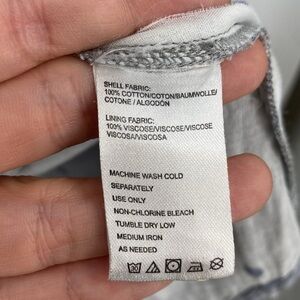 SHELL FABRIC:
100% COTTON/COTON/BAUMWOLLE/
COTONE / ALGODÓN
LINING FABRIC:
100% VISCOSE/VISCOSE/VISCOSE
VISCOSA/VISCOSA
MACHINE WASH COLD
SEPARATELY
USE ONLY
NON-CHLORINE BLEACH
TUMBLE DRY LOW
MEDIUM IRON
AS NEEDED